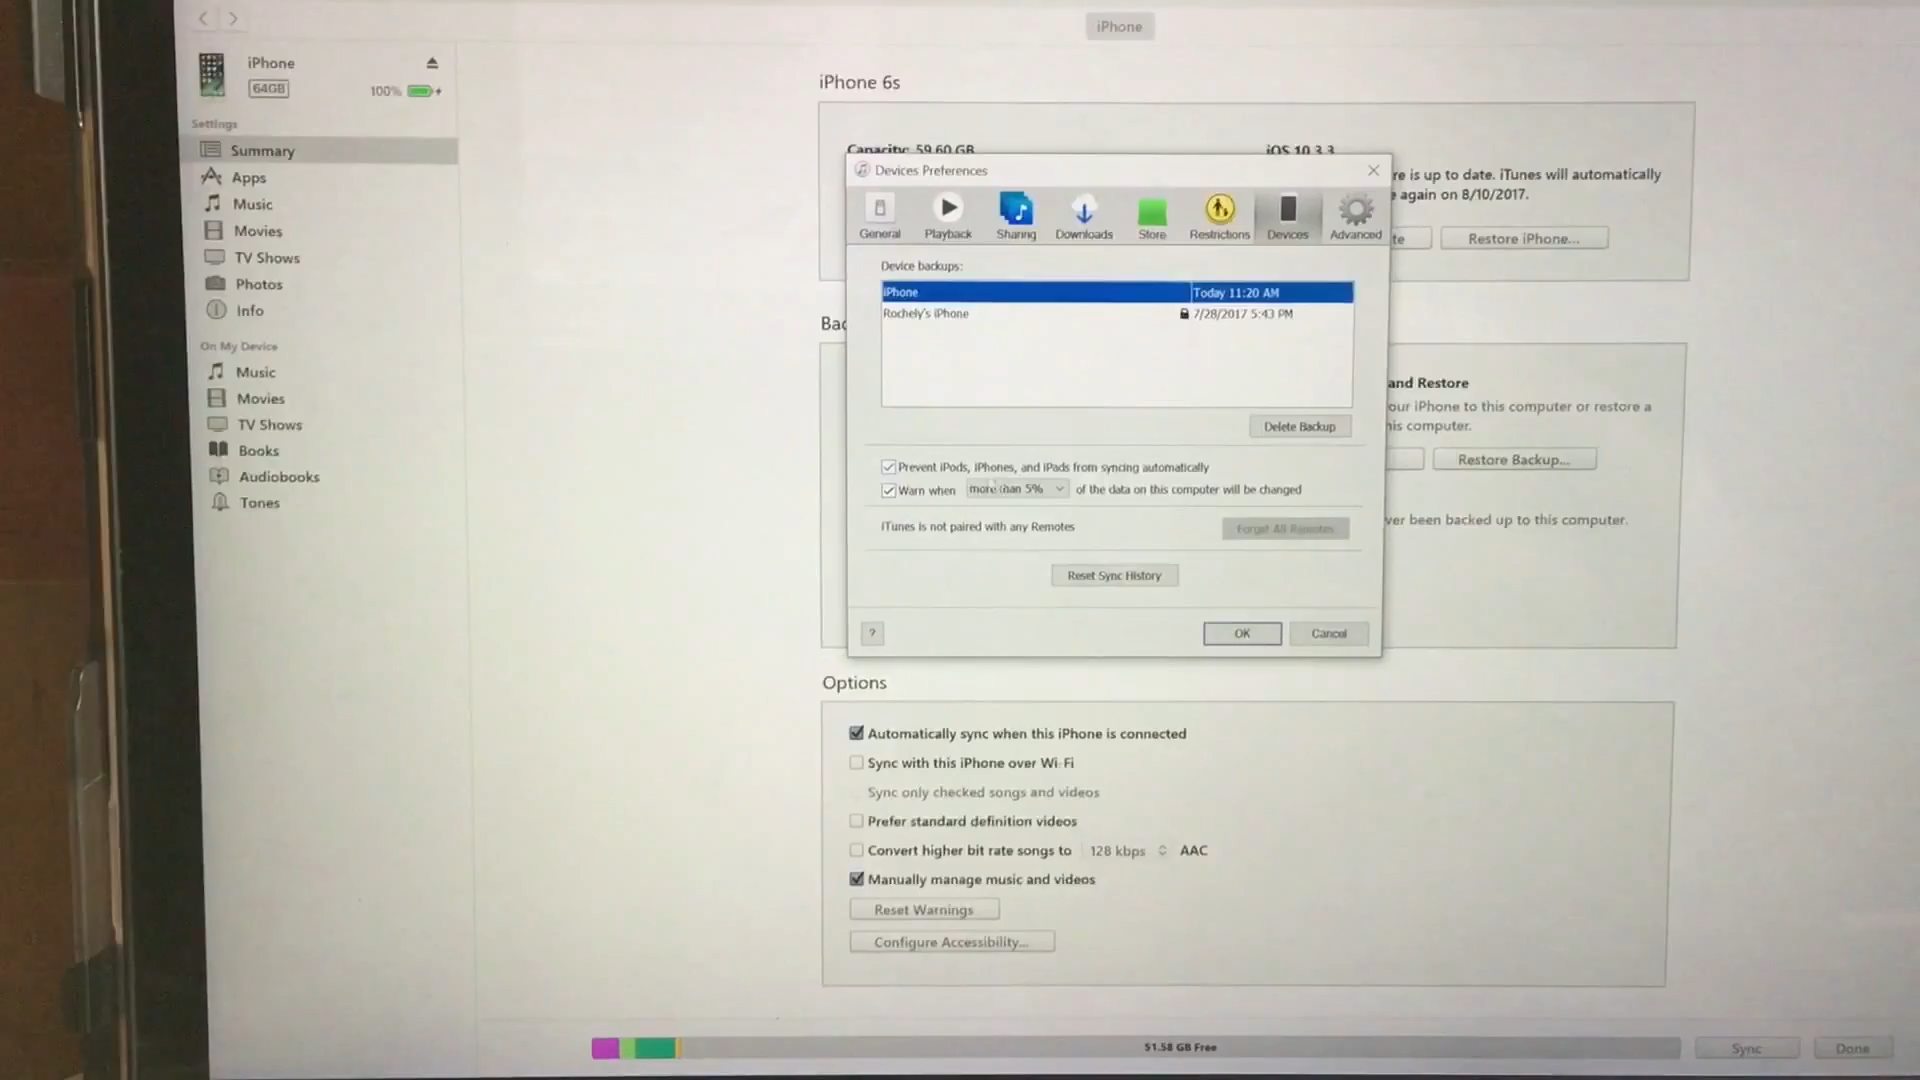 iPhone
iPhone
64GB
100%
Settings
Summary
Apps
Music
Movies
TV Shows
Photos
Info
On My Device
Music
Movies
TV Shows
Books
Audiobooks
Tones
iPhone 6s
Capacity: 59.60 GB
iOS 10.3.3
re is up to date. iTunes will automatically
again on 8/10/2017.
te
Restore iPhone...
Bac
and Restore
our iPhone to this computer or restore a
his computer.
Restore Backup...
ver been backed up to this computer.
Devices Preferences
General
Playback
Sharing
Downloads
Store
Restrictions
Devices
Advanced
Device backups:
iPhone Today 11:20 AM
Rochely's iPhone 7/28/2017 5:43 PM
Delete Backup
Prevent iPods, iPhones, and iPads from syncing automatically
Warn when more than 5% of the data on this computer will be changed
iTunes is not paired with any Remotes
Forget All Remotes
Reset Sync History
?
OK
Cancel
Options
Automatically sync when this iPhone is connected
Sync with this iPhone over Wi-Fi
Sync only checked songs and videos
Prefer standard definition videos
Convert higher bit rate songs to 128 kbps AAC
Manually manage music and videos
Reset Warnings
Configure Accessibility...
51.58 GB Free
Sync
Done